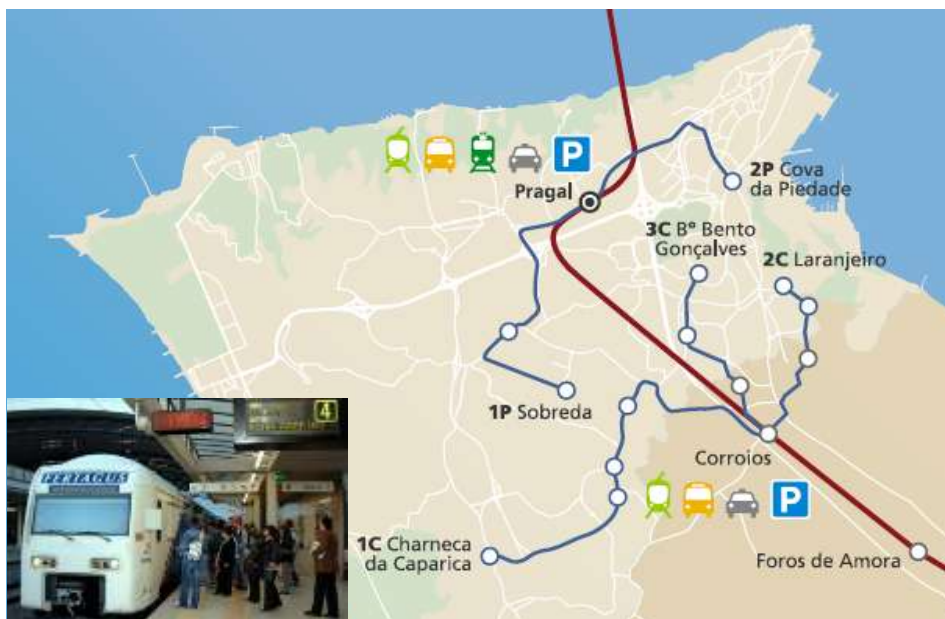 P
Pragal
2P Cova
da Piedade
3C Bº Bento
Gonçalves
2C Laranjeiro
1P Sobreda
Corroios
P
1C Charneca
da Caparica
Foros de Amora
FERTAGUS
4